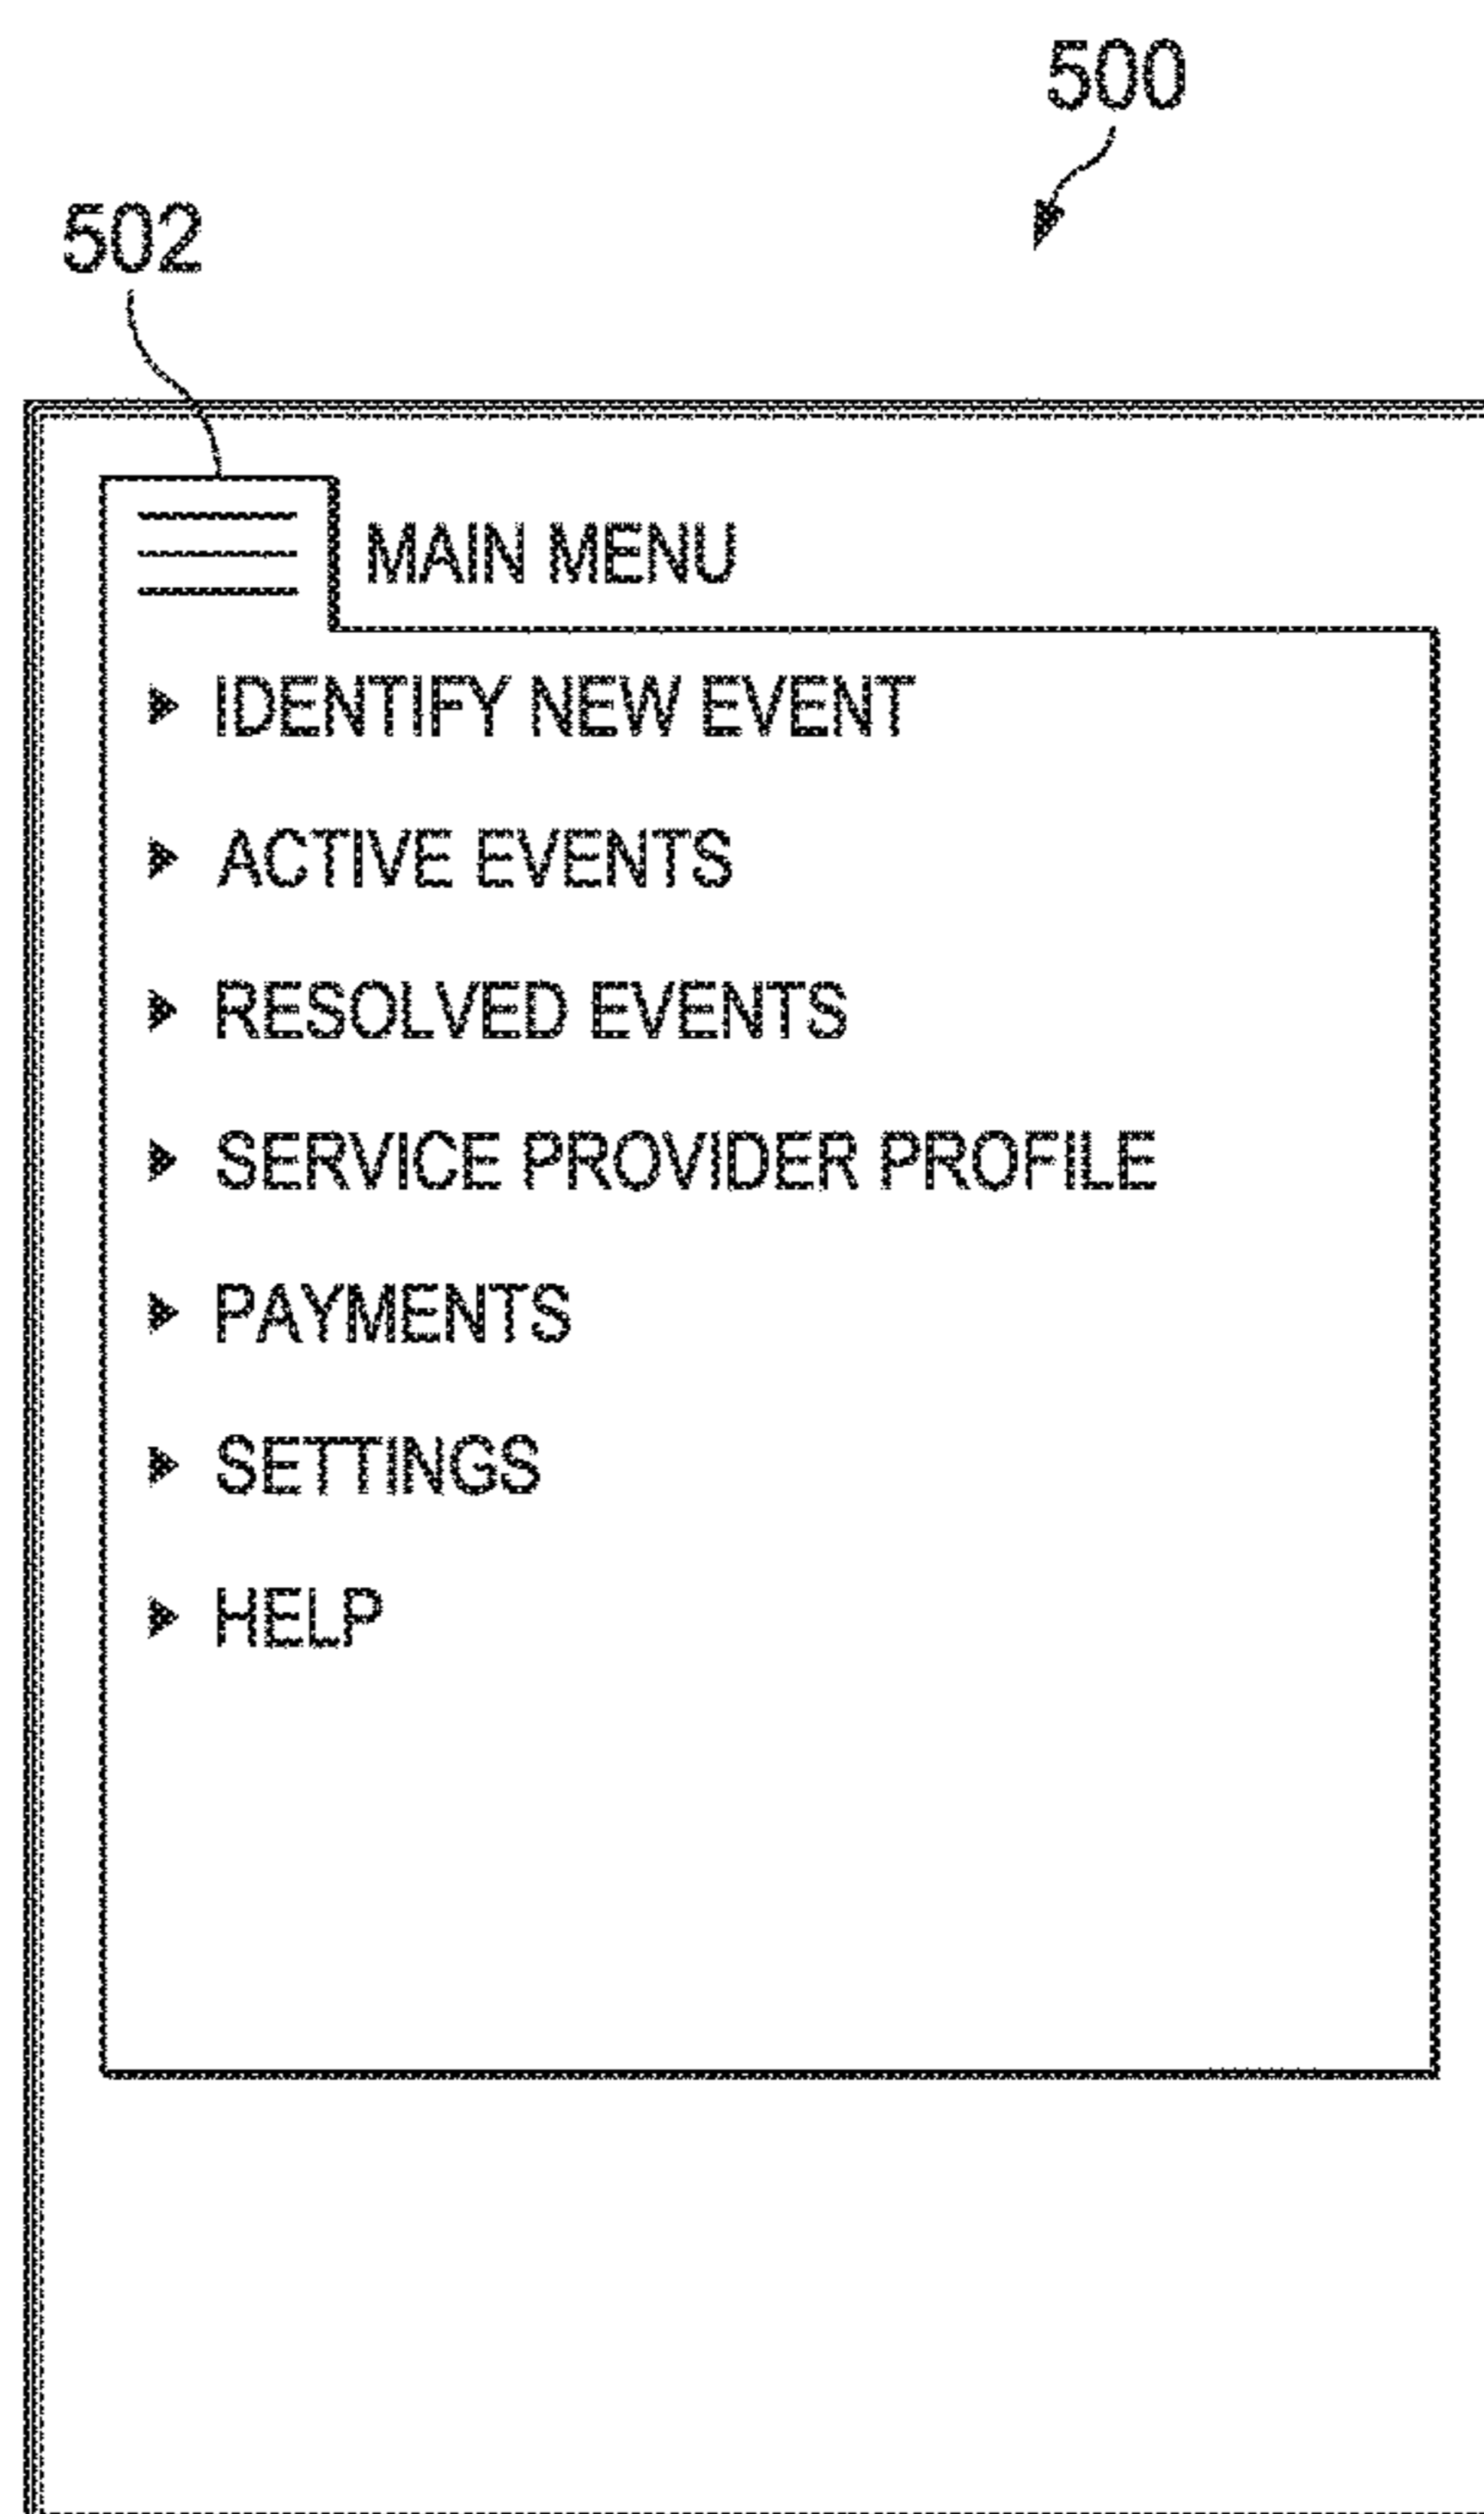 500
502
MAIN MENU
IDENTIFY NEW EVENT
ACTIVE EVENTS
RESOLVED EVENTS
SERVICE PROVIDER PROFILE
PAYMENTS
SETTINGS
HELP